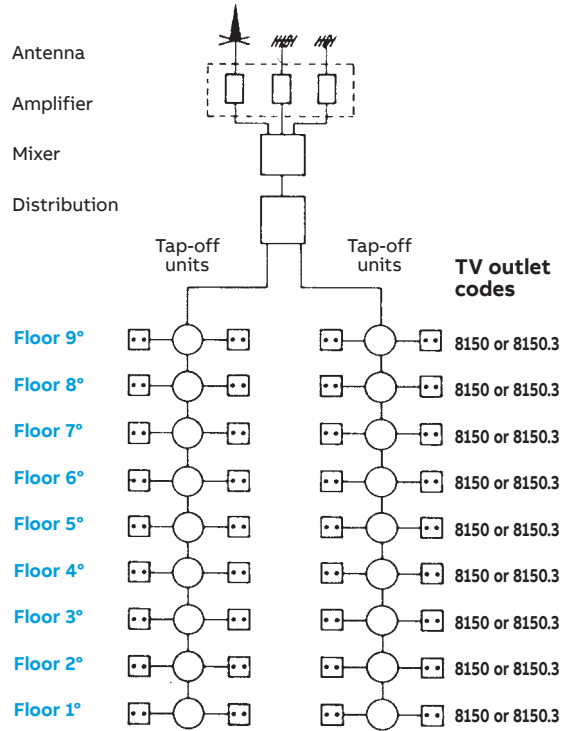 Antenna
Amplifier
Mixer
Distribution
Tap-off
units
Tap-off
units
TV outlet
codes
Floor 9° 8150 or 8150.3
Floor 8° 8150 or 8150.3
Floor 7° 8150 or 8150.3
Floor 6° 8150 or 8150.3
Floor 5° 8150 or 8150.3
Floor 4° 8150 or 8150.3
Floor 3° 8150 or 8150.3
Floor 2° 8150 or 8150.3
Floor 1° 8150 or 8150.3